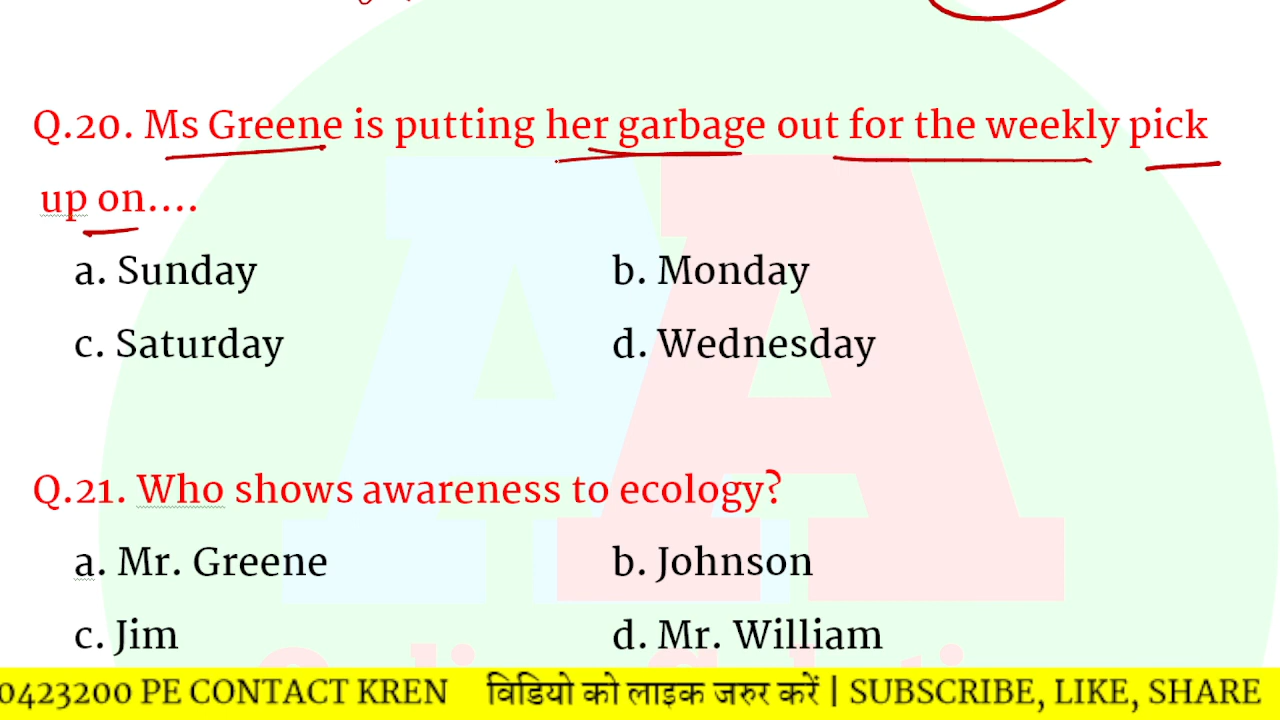 Q.20. Ms Greene is putting her garbage out for the weekly pick
up on....
a. Sunday b. Monday
c. Saturday d. Wednesday
Q.21. Who shows awareness to ecology?
a. Mr. Greene b. Johnson
c. Jim d. Mr. William
0423200 PE CONTACT KREN विडियो को लाइक जरुर करें | SUBSCRIBE, LIKE, SHARE